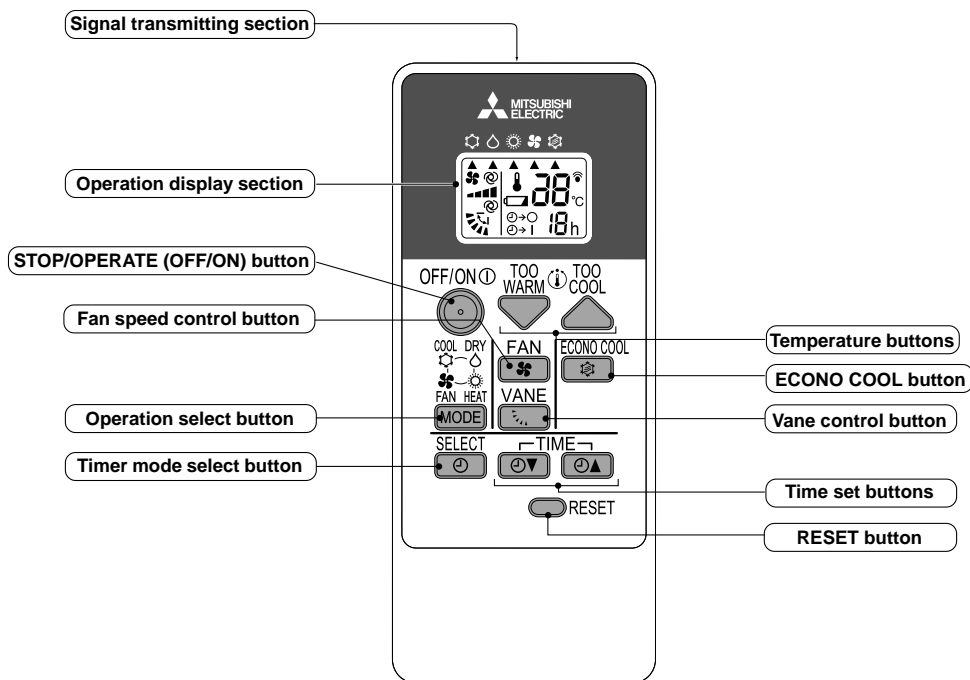 Signal transmitting section
MITSUBISHI
ELECTRIC
Operation display section
38
℃
18h
STOP/OPERATE (OFF/ON) button
OFF/ON
TOO
WARM
TOO
COOL
Fan speed control button
COOL DRY
FAN
ECONO COOL
Temperature buttons
ECONO COOL button
FAN HEAT
VANE
Operation select button
MODE
Vane control button
SELECT
TIME
Timer mode select button
Time set buttons
RESET
RESET button